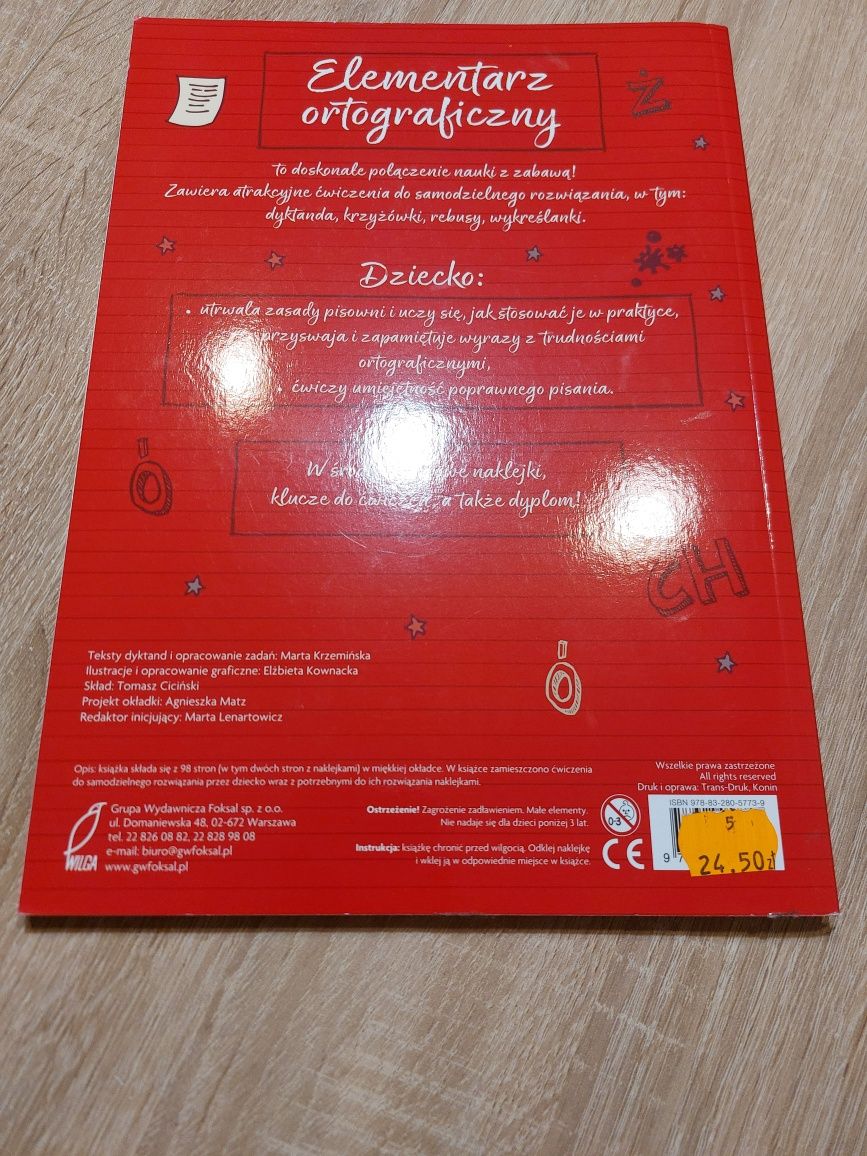 Elementarz
ortograficzny
Ż
To doskonałe połączenie nauki z zabawą!
Zawiera atrakcyjne ćwiczenia do samodzielnego rozwiązania, w tym:
dyktanda, krzyżówki, rebusy, wykreślanki.
Dziecko:
• utrwala zasady pisowni i uczy się, jak stosować je w praktyce,
przyswaja i zapamiętuje wyrazy z trudnościami
ortograficznymi,
• ćwiczy umiejętność poprawnego pisania.
Ó
W naklejki,
klucze do ćwiczeń, a także dyplom!
CH
Ó
Teksty dyktand i opracowanie zadań: Marta Krzemińska
Ilustracje i opracowanie graficzne: Elżbieta Kownacka
Skład: Tomasz Ciciński
Projekt okładki: Agnieszka Matz
Redaktor inicjujący: Marta Lenartowicz
Opis: książka składa się z 98 stron (w tym dwóch stron z naklejkami) w miękkiej okładce. W książce zamieszczono ćwiczenia
do samodzielnego rozwiązania przez dziecko wraz z potrzebnymi do ich rozwiązania naklejkami.
Wszelkie prawa zastrzeżone
All rights reserved
Druk i oprawa: Trans-Druk, Konin
WILGA
Grupa Wydawnicza Foksal sp. z o.o.
ul. Domaniewska 48, 02-672 Warszawa
tel. 22 826 08 82, 22 828 98 08
e-mail: biuro@gwfoksal.pl
www.gwfoksal.pl
Ostrzeżenie! Zagrożenie zadławieniem. Małe elementy.
Nie nadaje się dla dzieci poniżej 3 lat.
Instrukcja: książkę chronić przed wilgocią. Odklej naklejkę
i wklej ją w odpowiednie miejsce w książce.
0-3
CE
ISBN 978-83-280-5773-9
5
24.50zł
9